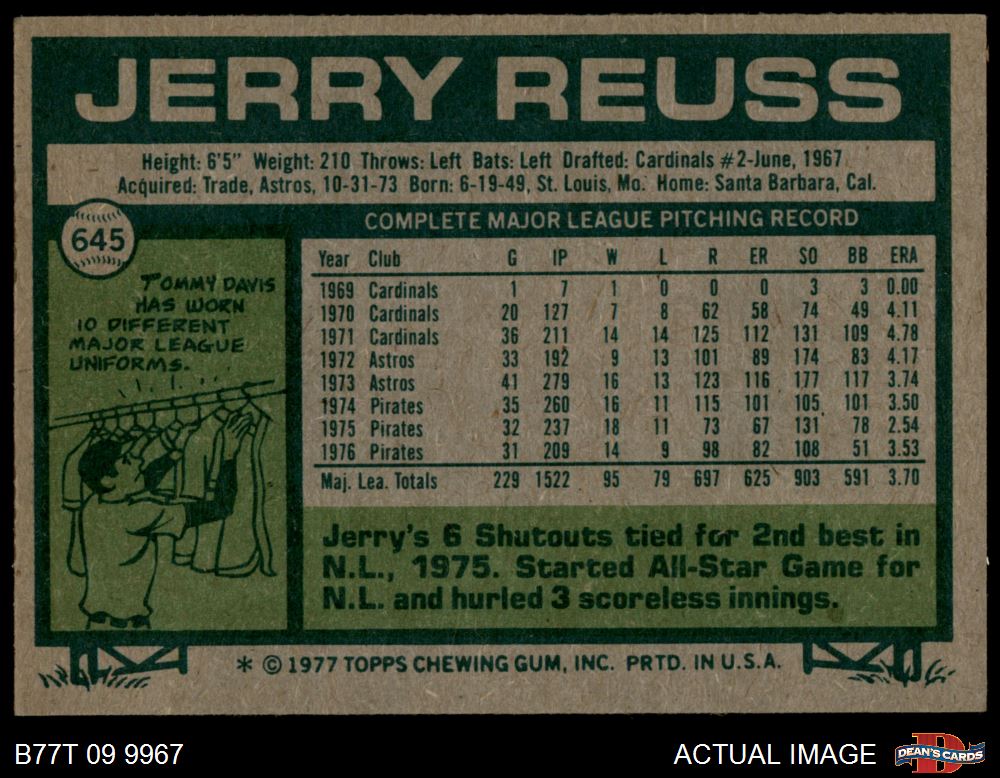 JERRY REUSS
Height: 6'5" Weight: 210 Throws: Left Bats: Left Drafted: Cardinals #2-June, 1967
Acquired: Trade, Astros, 10-31-73 Born: 6-19-49, St. Louis, Mo. Home: Santa Barbara, Cal.
645
TOMMY DAVIS
HAS WORN
10 DIFFERENT
MAJOR LEAGUE
UNIFORMS.
COMPLETE MAJOR LEAGUE PITCHING RECORD
Year Club G IP W L R ER SO BB ERA
1969 Cardinals 1 7 1 0 0 0 3 3 0.00
1970 Cardinals 20 127 7 8 62 58 74 49 4.11
1971 Cardinals 36 211 14 14 125 112 131 109 4.78
1972 Astros 33 192 9 13 101 89 174 83 4.17
1973 Astros 41 279 16 13 123 116 177 117 3.74
1974 Pirates 35 260 16 11 115 101 105 101 3.50
1975 Pirates 32 237 18 11 73 67 131 78 2.54
1976 Pirates 31 209 14 9 98 82 108 51 3.53
Maj. Lea. Totals 229 1522 95 79 697 625 903 591 3.70
Jerry's 6 Shutouts tied for 2nd best in
N.L., 1975. Started All-Star Game for
N.L. and hurled 3 scoreless innings.
* © 1977 TOPPS CHEWING GUM, INC. PRTD. IN U.S.A.
B77T 09 9967
ACTUAL IMAGE
DEAN'S CARDS